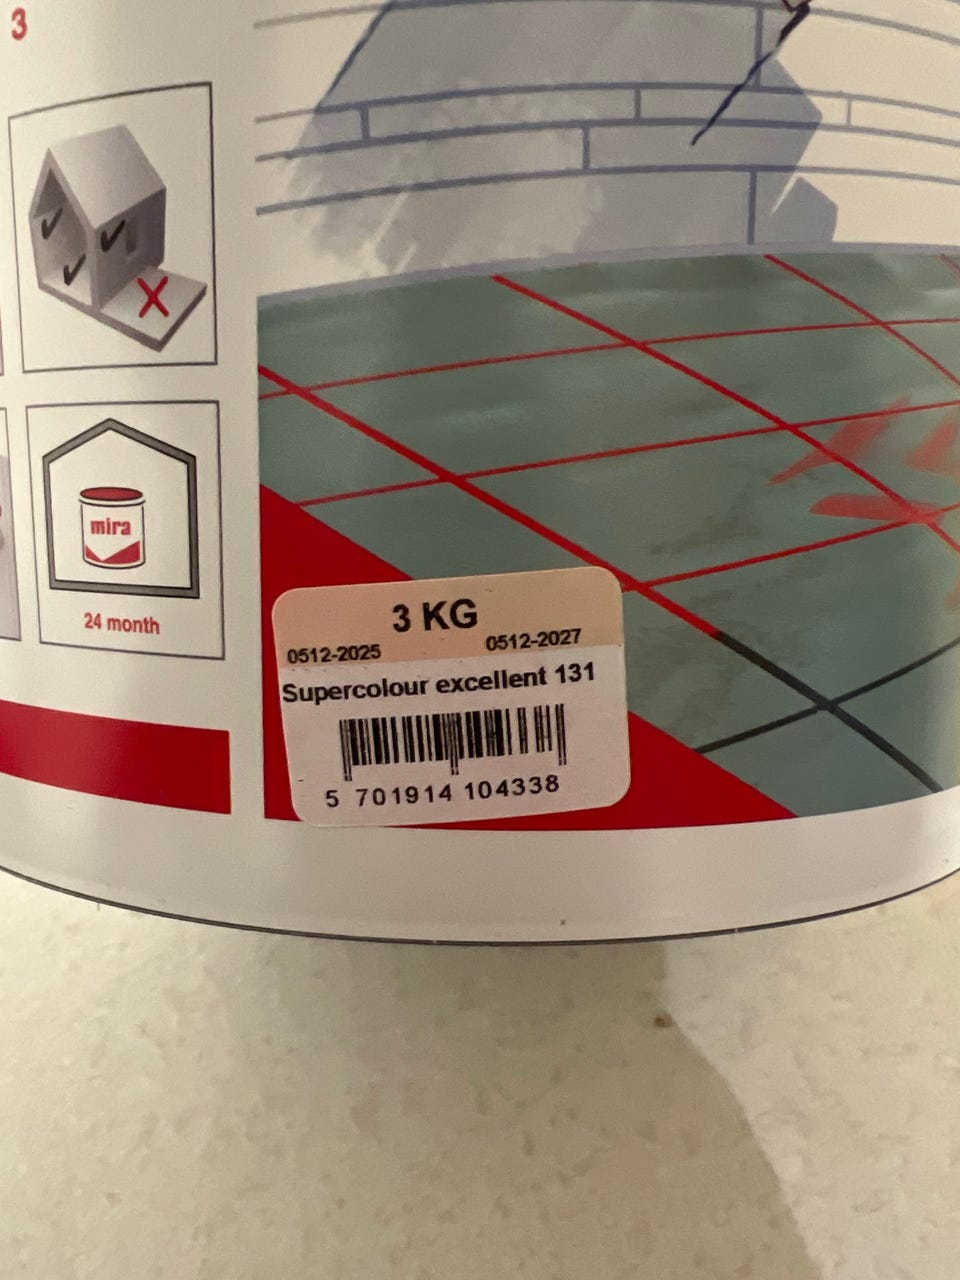 3
mira
24 month
3 KG
0512-2025 0512-2027
Supercolour excellent 131
5 701914 104338